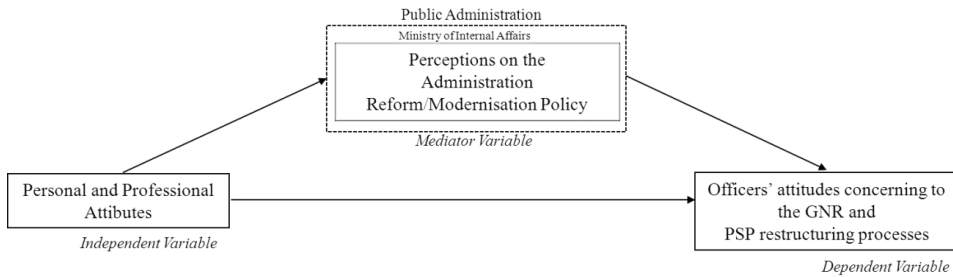 Public Administration
Ministry of Internal Affairs
Perceptions on the
Administration
Reform/Modernisation Policy
Mediator Variable
Personal and Professional
Attibutes
Independent Variable
Officers’ attitudes concerning to
the GNR and
PSP restructuring processes
Dependent Variable